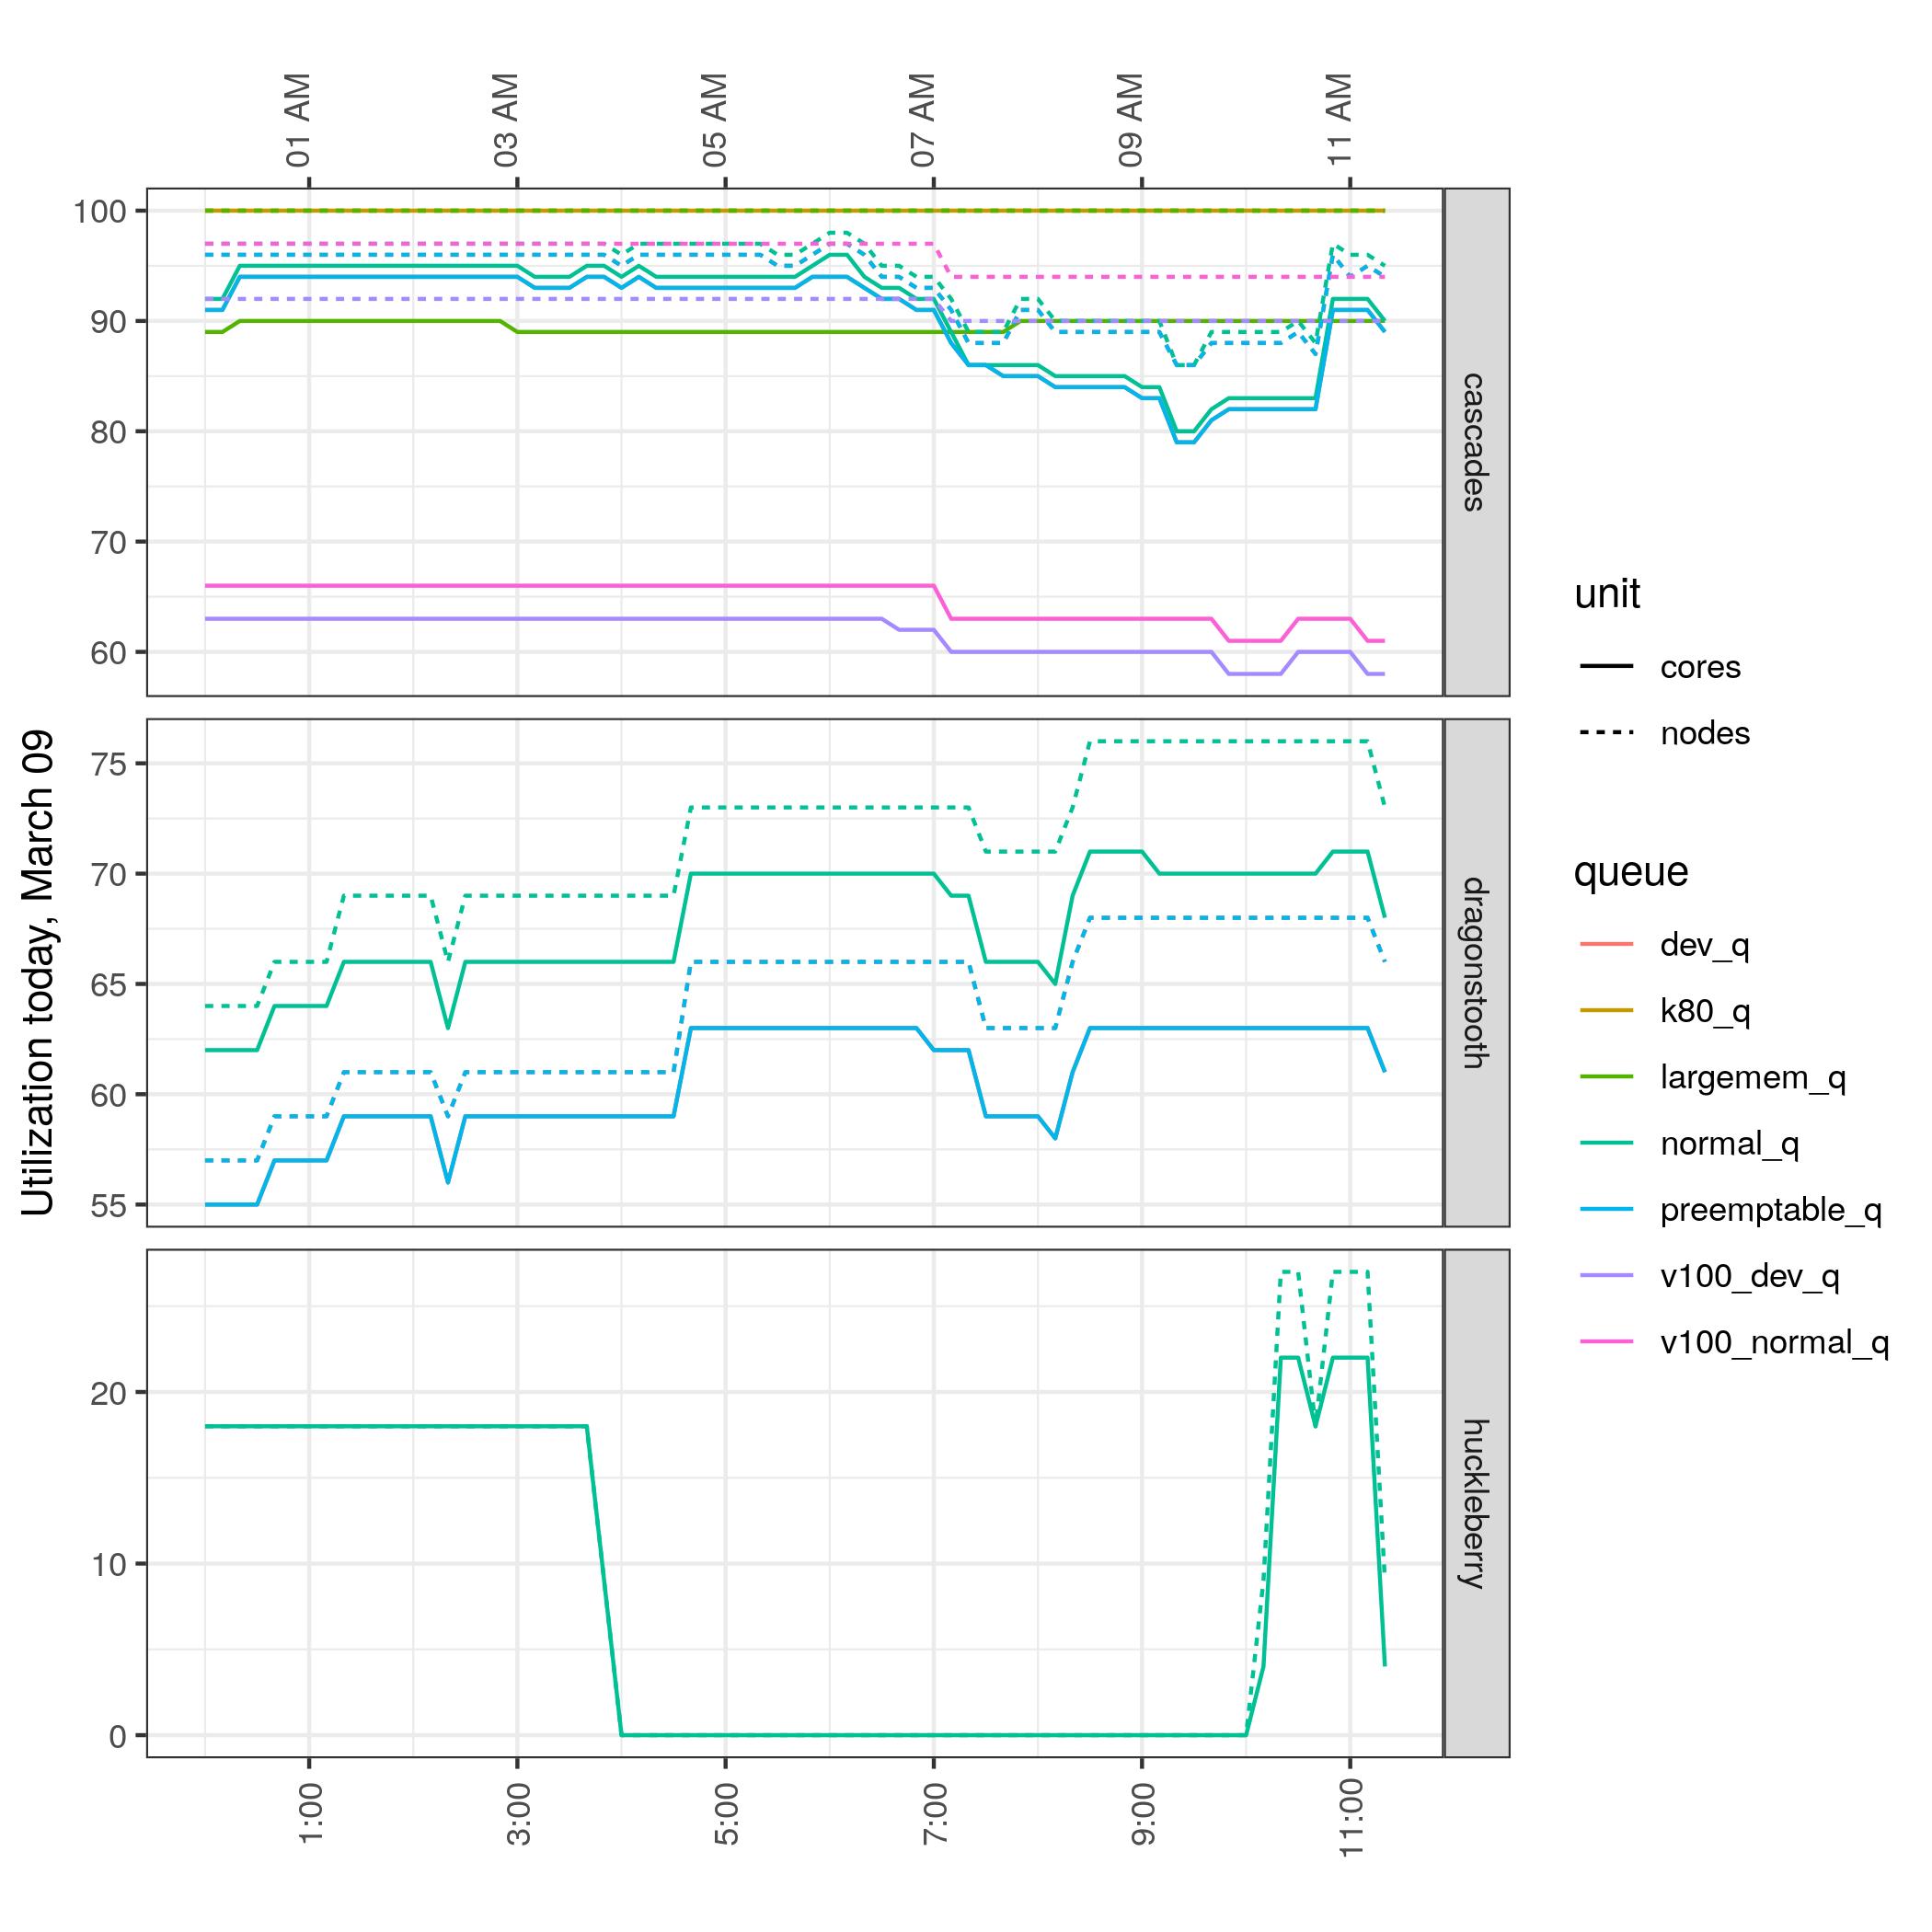 01 AM
03 AM
05 AM
07 AM
09 AM
11 AM
100
90
80
70
60
cascades
75
70
65
60
55
dragonstooth
20
10
0
huckleberry
1:00
3:00
5:00
7:00
9:00
11:00
Utilization today, March 09
unit
cores
nodes
queue
dev_q
k80_q
largemem_q
normal_q
preemptable_q
v100_dev_q
v100_normal_q